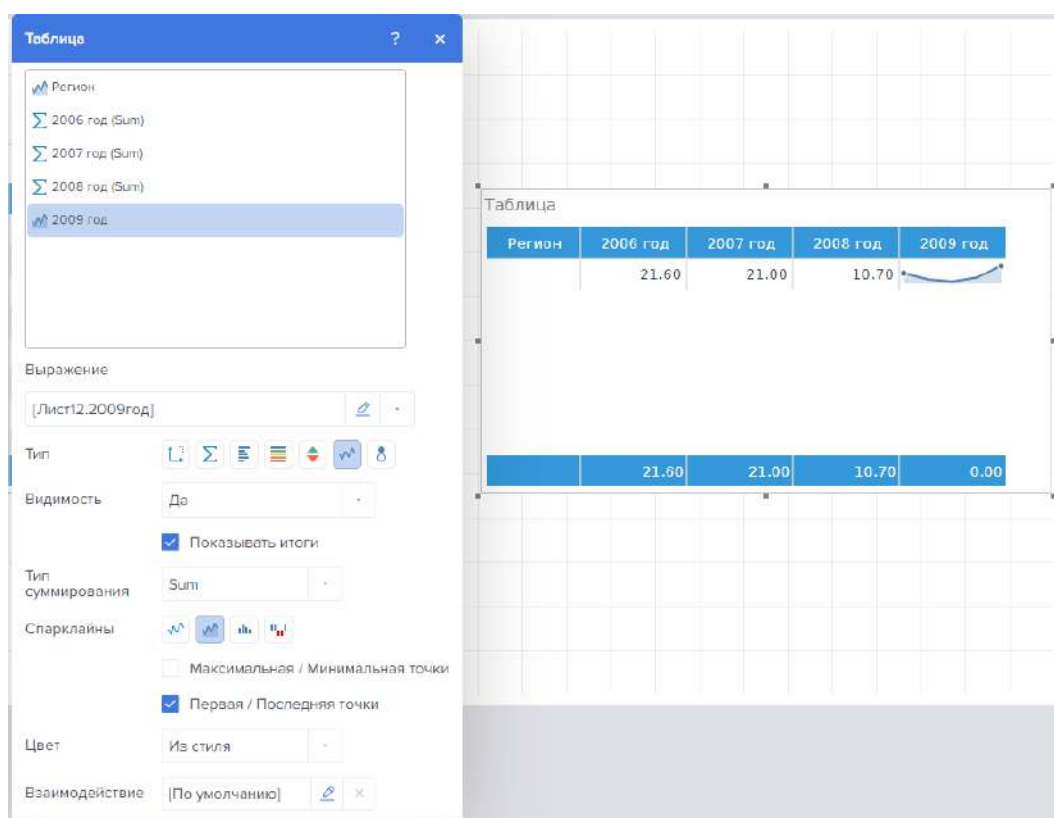 Таблица ? ×
Регион
2006 год (Sum)
2007 год (Sum)
2008 год (Sum)
2009 год
Выражение
[Лист12.2009год]
Тип
Видимость Да
Показывать итоги
Тип суммирования Sum
Спарклайны
Максимальная / Минимальная точки
Первая / Последняя точки
Цвет Из стиля
Взаимодействие [По умолчанию]
Таблица
Регион 2006 год 2007 год 2008 год 2009 год
21.60 21.00 10.70
21.60 21.00 10.70 0.00